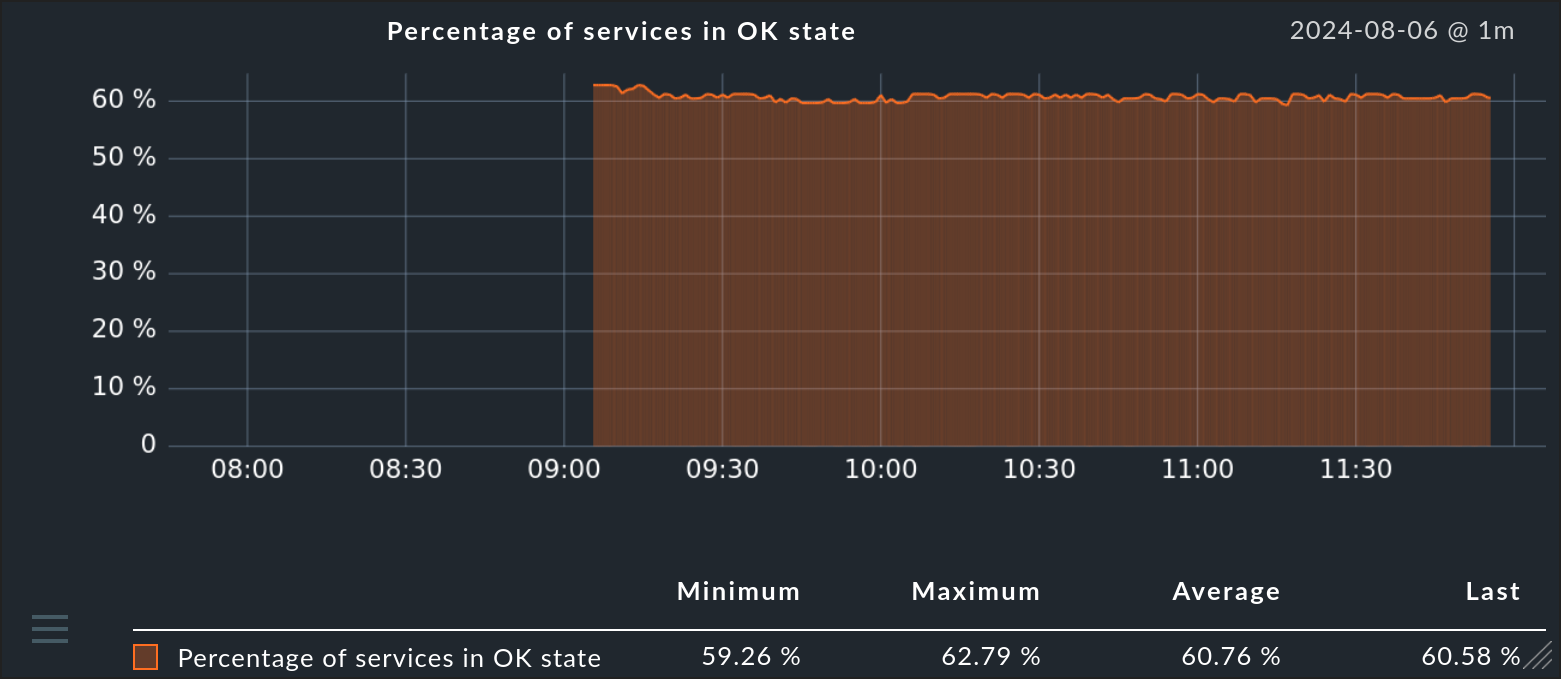 Percentage of services in OK state 2024-08-06 @ 1m
60 %
50 %
40 %
30 %
20 %
10 %
0
08:00 08:30 09:00 09:30 10:00 10:30 11:00 11:30
Minimum Maximum Average Last
Percentage of services in OK state 59.26 % 62.79 % 60.76 % 60.58 %